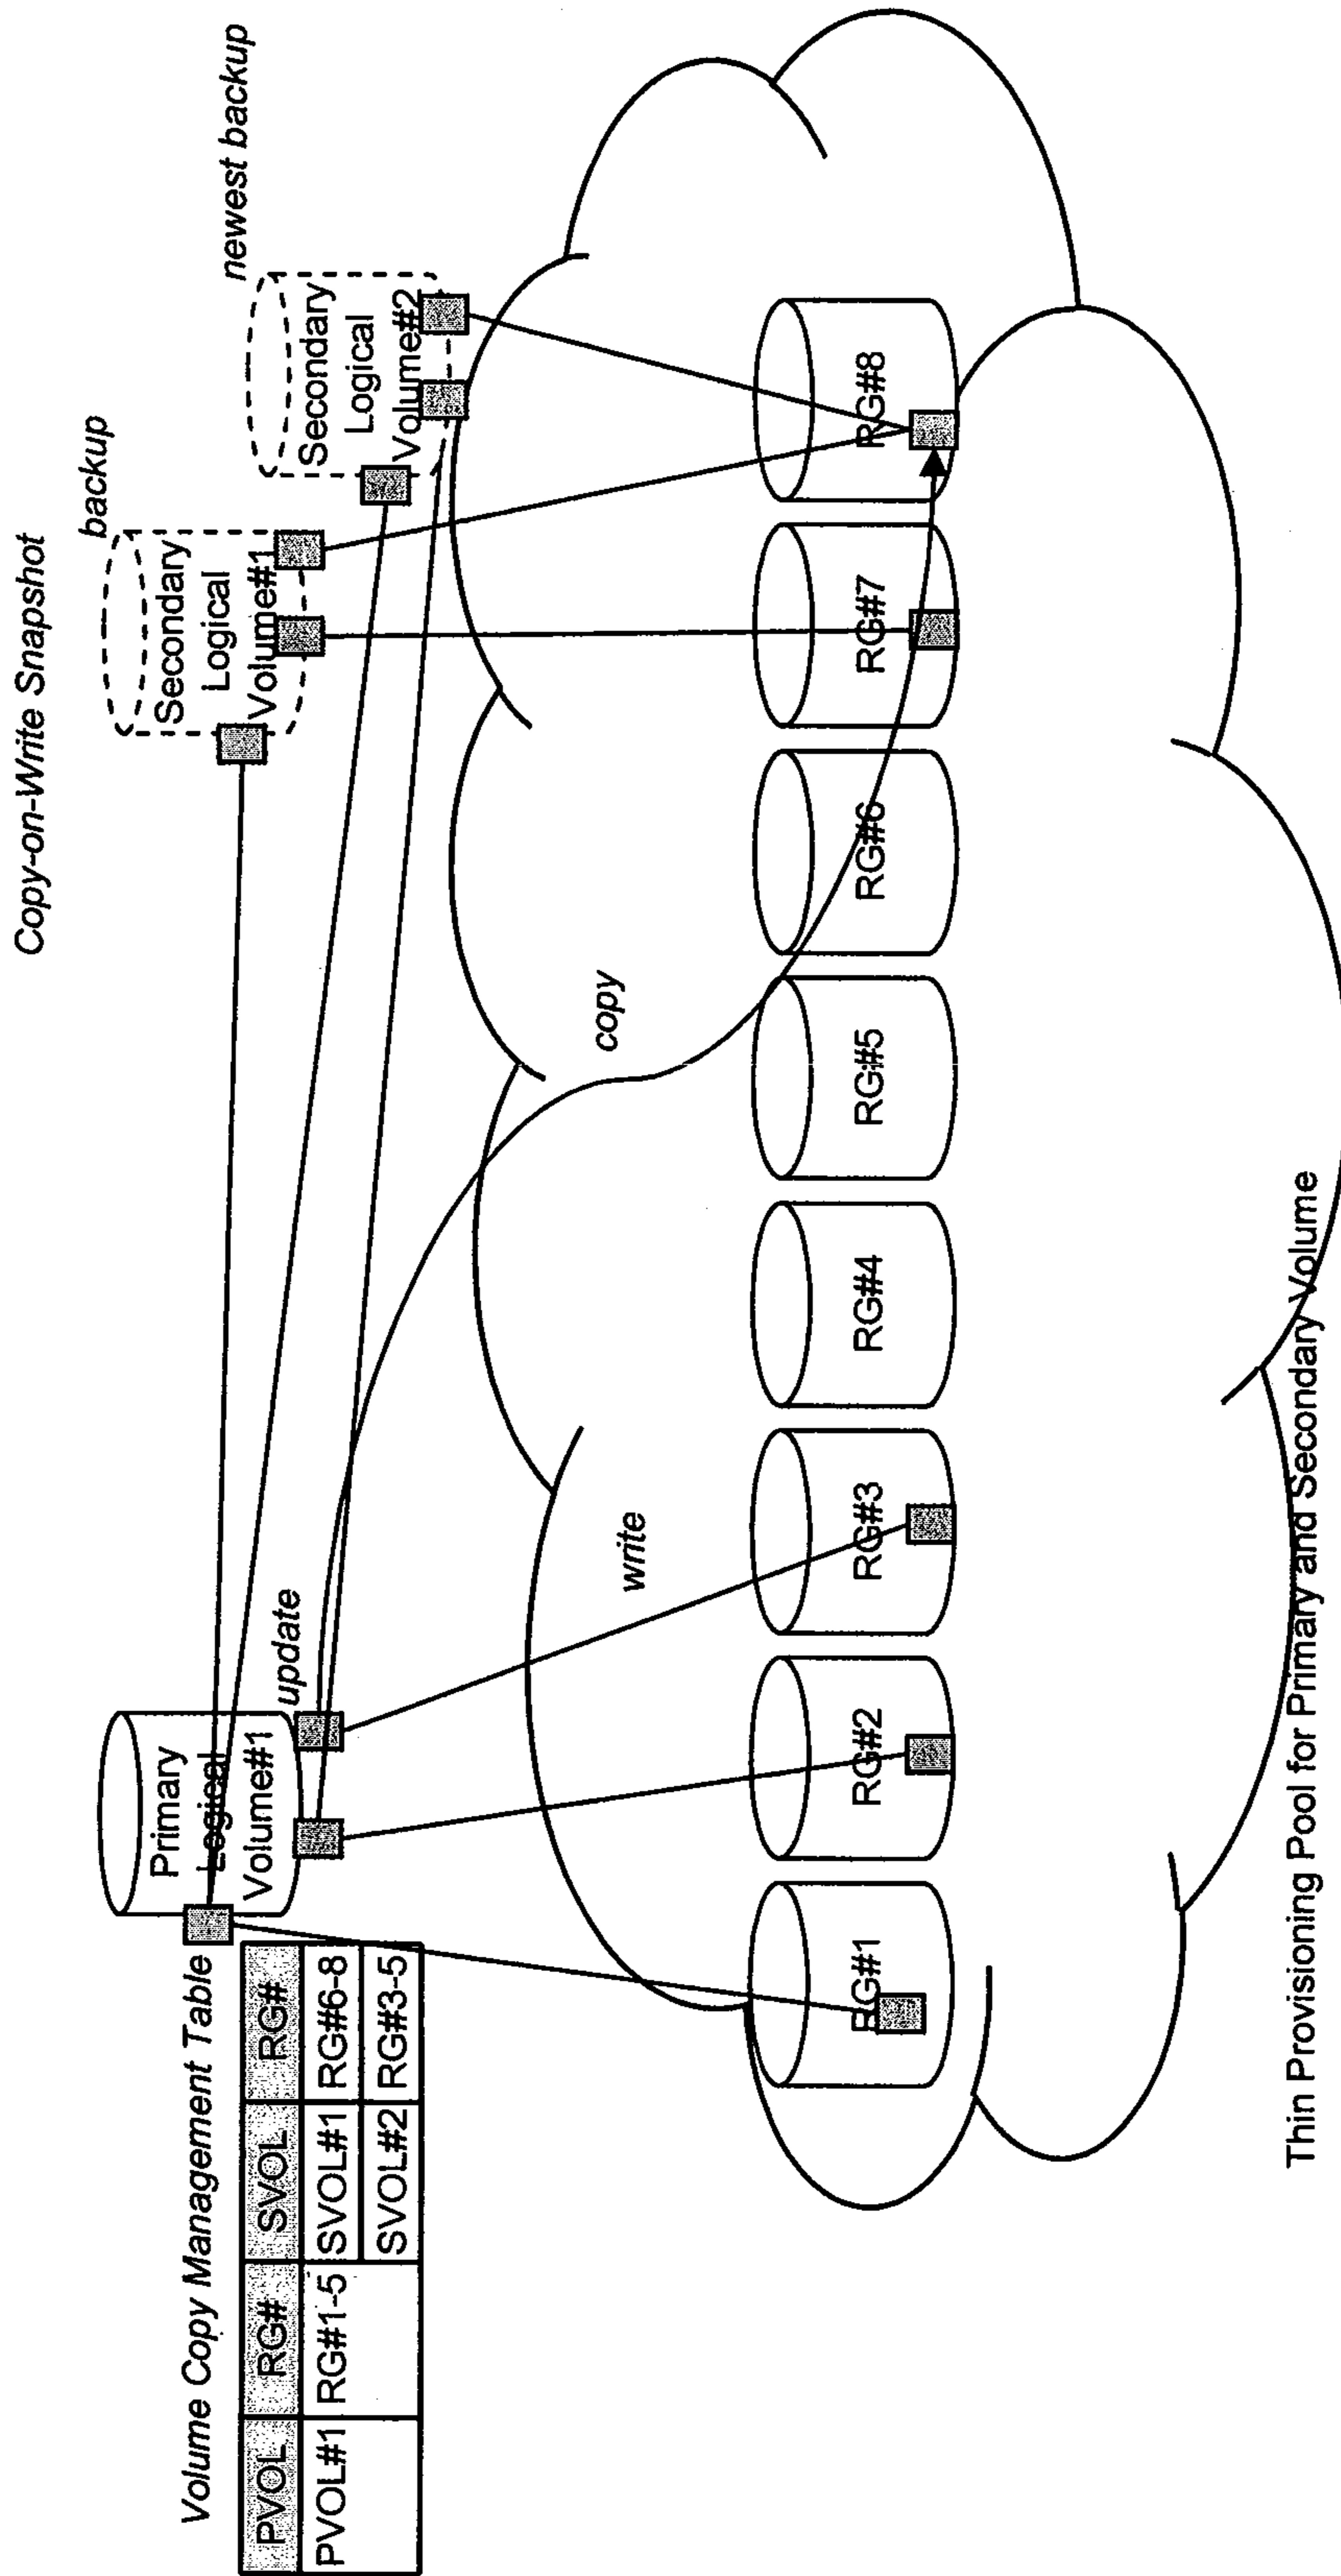 Copy-on-Write Snapshot
Volume Copy Management Table
PVOL RG# SVOL RG#
PVOL#1 RG#1-5 SVOL#1 RG#6-8
SVOL#2 RG#3-5
Primary
Logical
Volume#1
update
backup
Secondary
Logical
Volume#1
newest backup
Secondary
Logical
Volume#2
write
copy
RG#1
RG#2
RG#3
RG#4
RG#5
RG#6
RG#7
RG#8
Thin Provisioning Pool for Primary and Secondary Volume